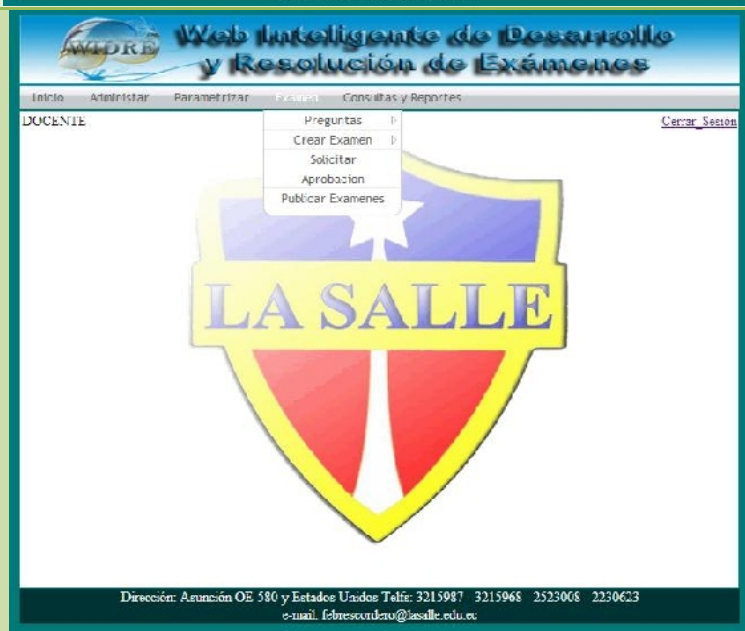 WIDRE
Web Inteligente de Desarrollo
y Resolución de Exámenes
Inicio Administar Parametrizar Examen Consultas y Reportes
DOCENTE
Cerrar_Sesion
Preguntas
Crear Examen
Solicitar
Aprobacion
Publicar Examenes
LA SALLE
Dirección: Asunción OE 580 y Estados Unidos Telfs: 3215987 3215968 2523008 2230623
e-mail: febrescordero@lasalle.edu.ec